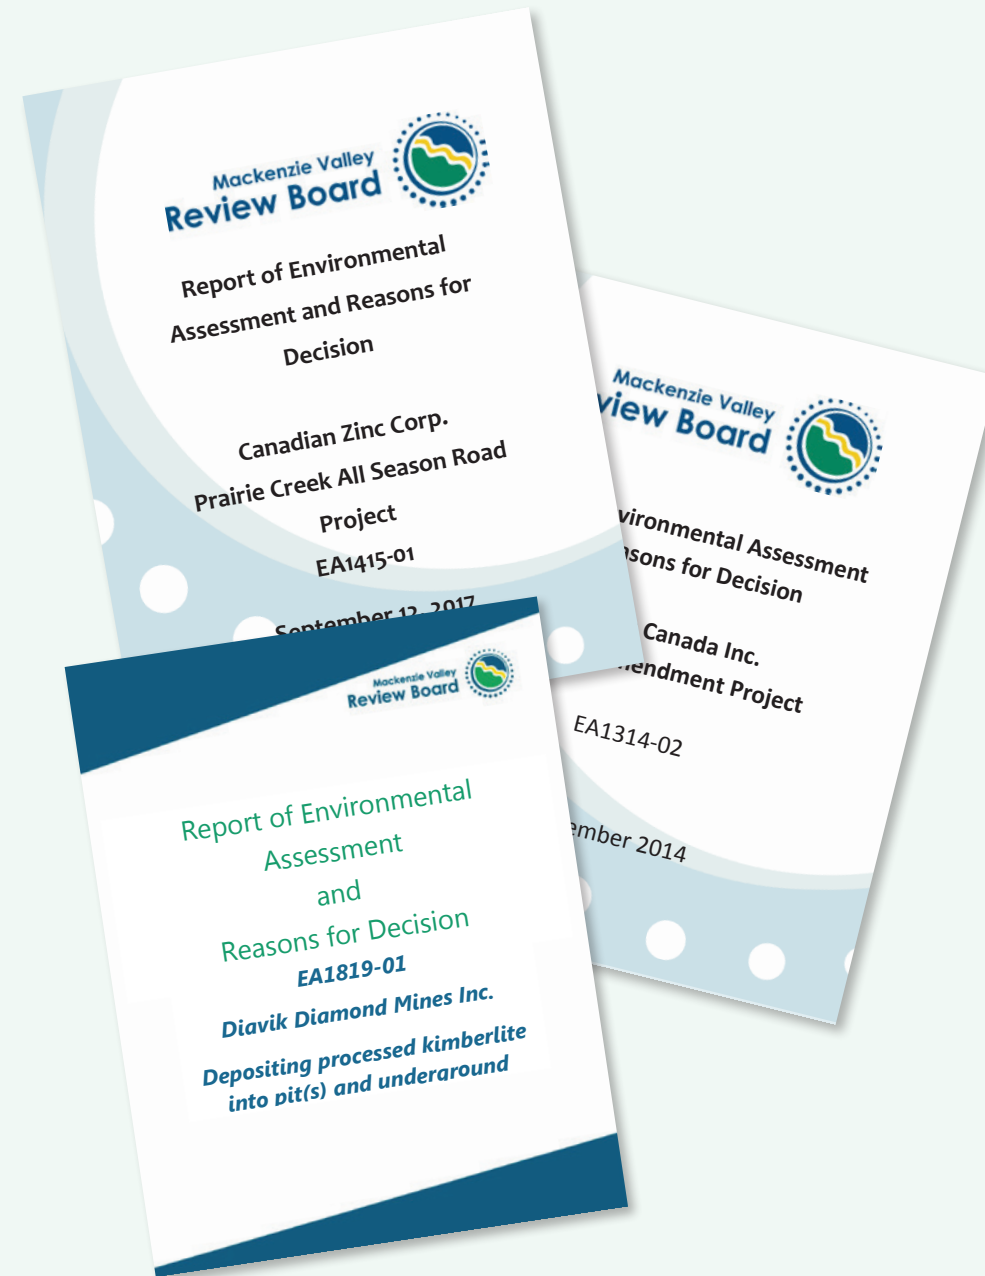 Mackenzie Valley
Review Board
Report of Environmental
Assessment and Reasons for
Decision
Canadian Zinc Corp.
Prairie Creek All Season Road
Project
EA1415-01
September 12, 2017
Mackenzie Valley
view Board
vironmental Assessment
sons for Decision
Canada Inc.
endment Project
EA1314-02
ember 2014
Mackenzie Valley
Review Board
Report of Environmental
Assessment
and
Reasons for Decision
EA1819-01
Diavik Diamond Mines Inc.
Depositing processed kimberlite
into pit(s) and underground